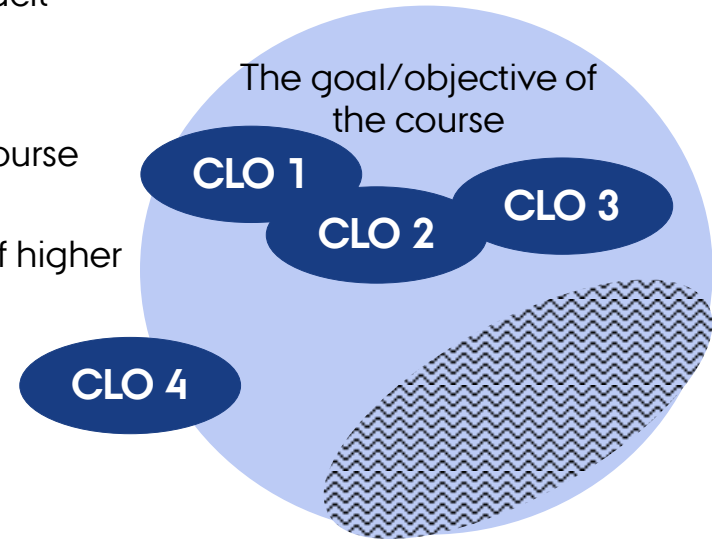 The goal/objective of
the course
ourse
CLO 1
CLO 3
CLO 2
f higher
CLO 4